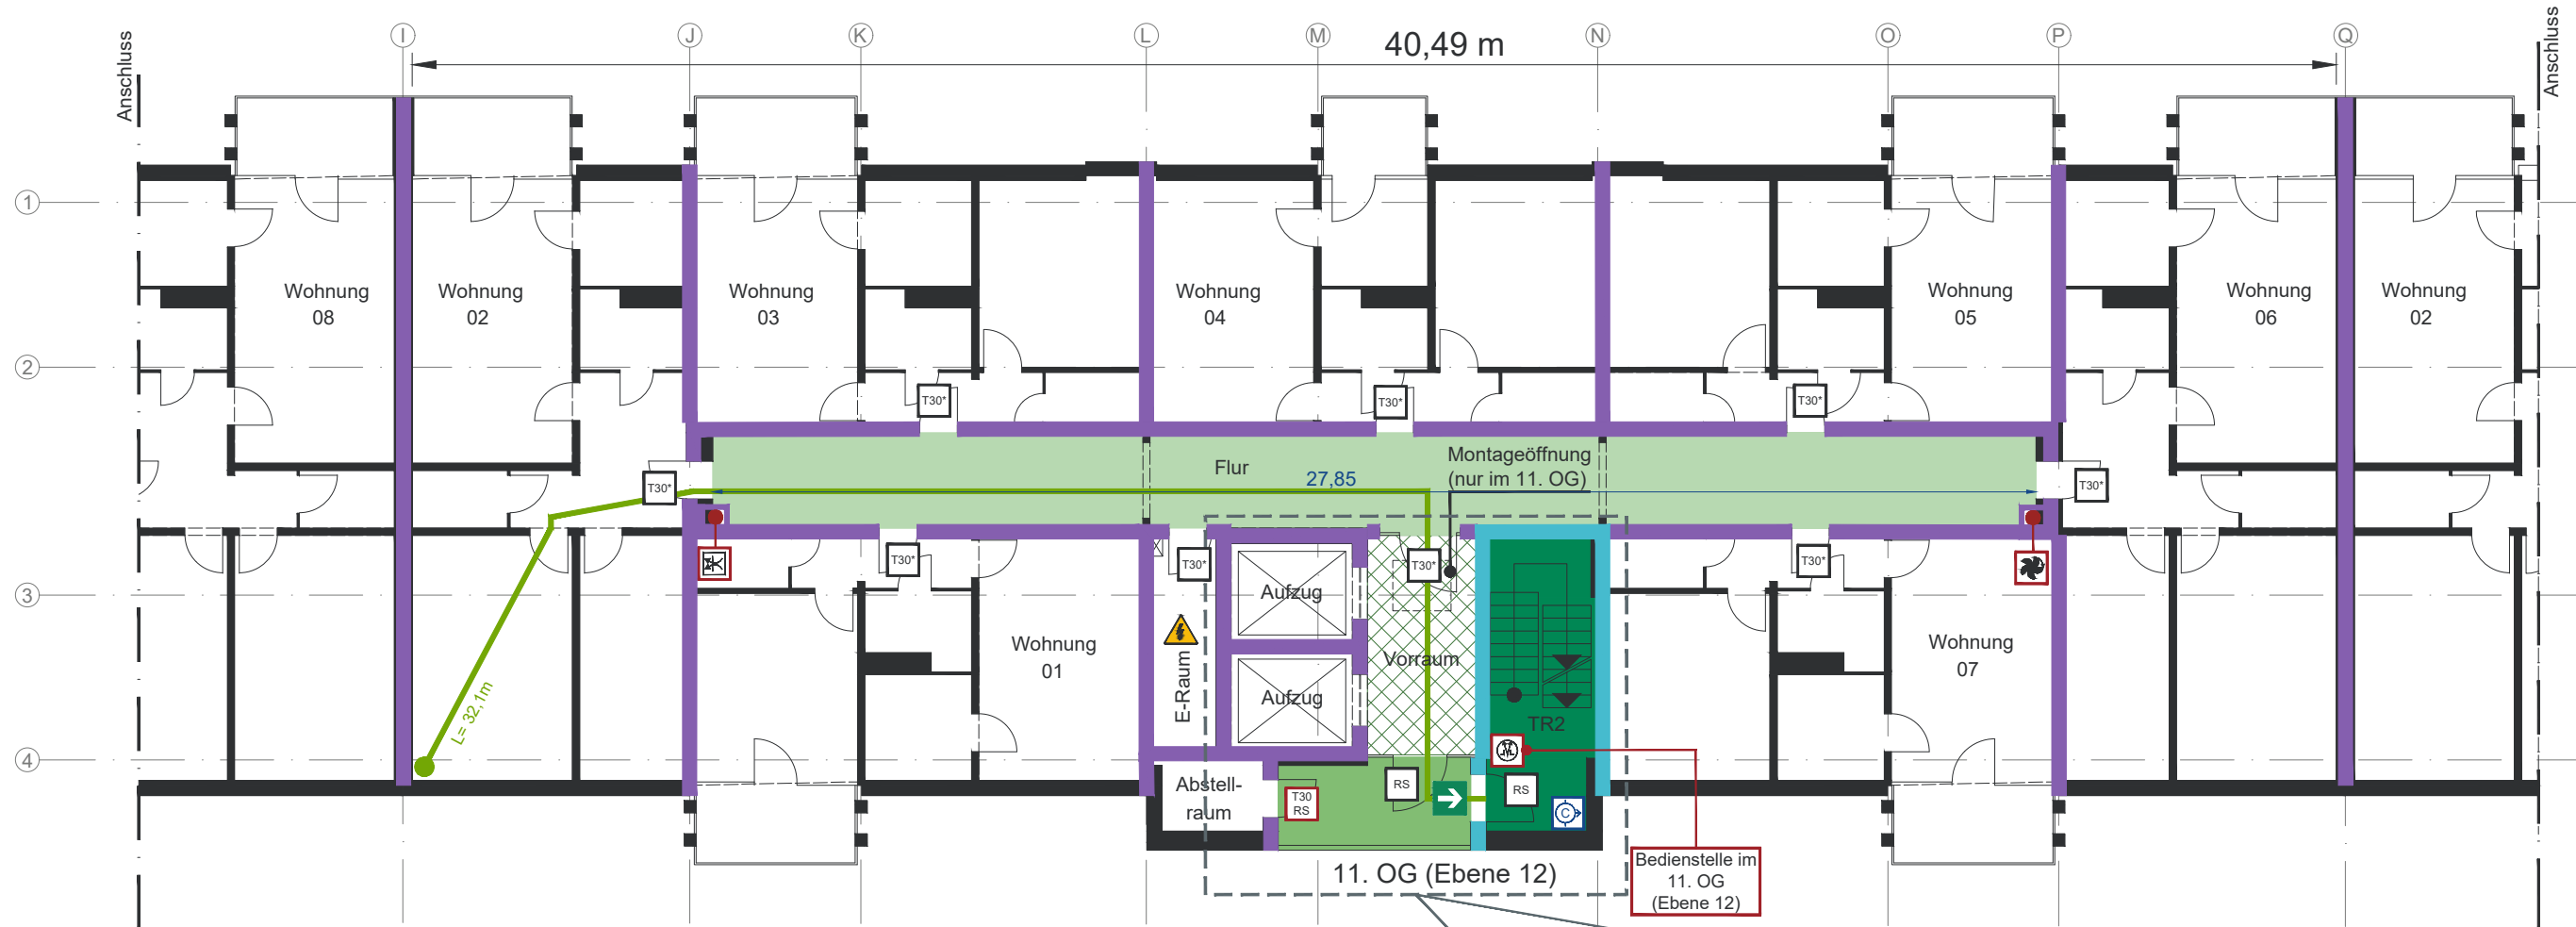 Anschluss
I
J
K
L
M
N
O
P
Q
Anschluss
40,49 m
1
2
3
4
Wohnung
08
Wohnung
02
Wohnung
03
Wohnung
04
Wohnung
05
Wohnung
06
Wohnung
02
T30*
T30*
T30*
T30*
T30*
Flur
27,85
Montageöffnung
(nur im 11. OG)
T30*
T30*
T30*
T30*
Aufzug
Aufzug
Vorraum
E-Raum
Wohnung
01
Wohnung
07
L= 32,1m
TR2
Abstell-
raum
T30
RS
RS
RS
C
11. OG (Ebene 12)
Bedienstelle im
11. OG
(Ebene 12)